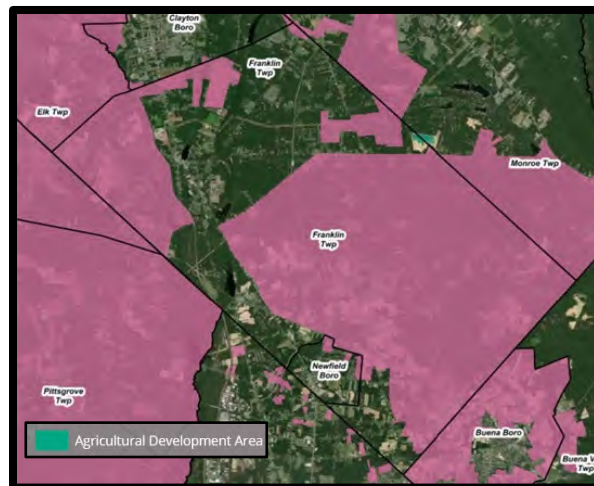 Clayton
Boro
Franklin
Twp
Elk Twp
Monroe Twp
Franklin
Twp
Newfield
Boro
Pittsgrove
Twp
Buena Boro
Buena V
Twp
Agricultural Development Area